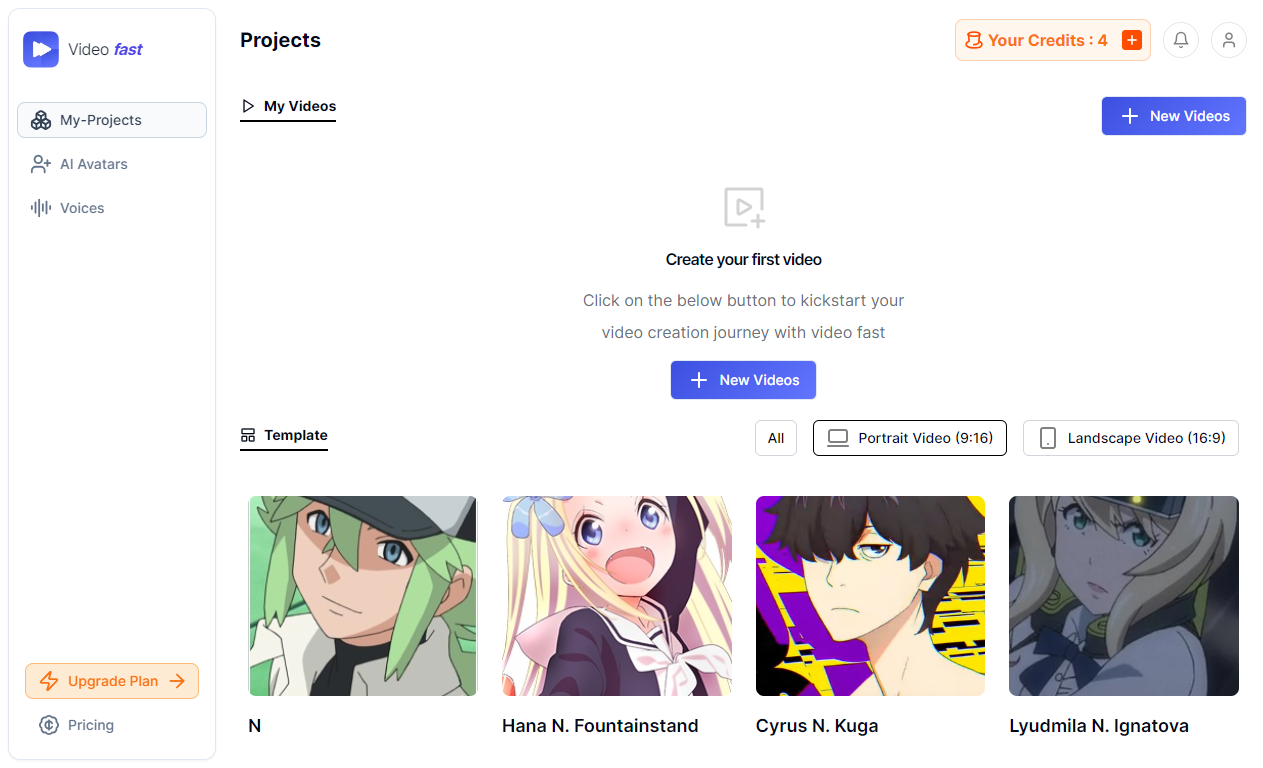 Video fast
My-Projects
AI Avatars
Voices
Upgrade Plan
Pricing
Projects
Your Credits : 4
My Videos
New Videos
Create your first video
Click on the below button to kickstart your
video creation journey with video fast
New Videos
Template
All
Portrait Video (9:16)
Landscape Video (16:9)
N
Hana N. Fountainstand
Cyrus N. Kuga
Lyudmila N. Ignatova